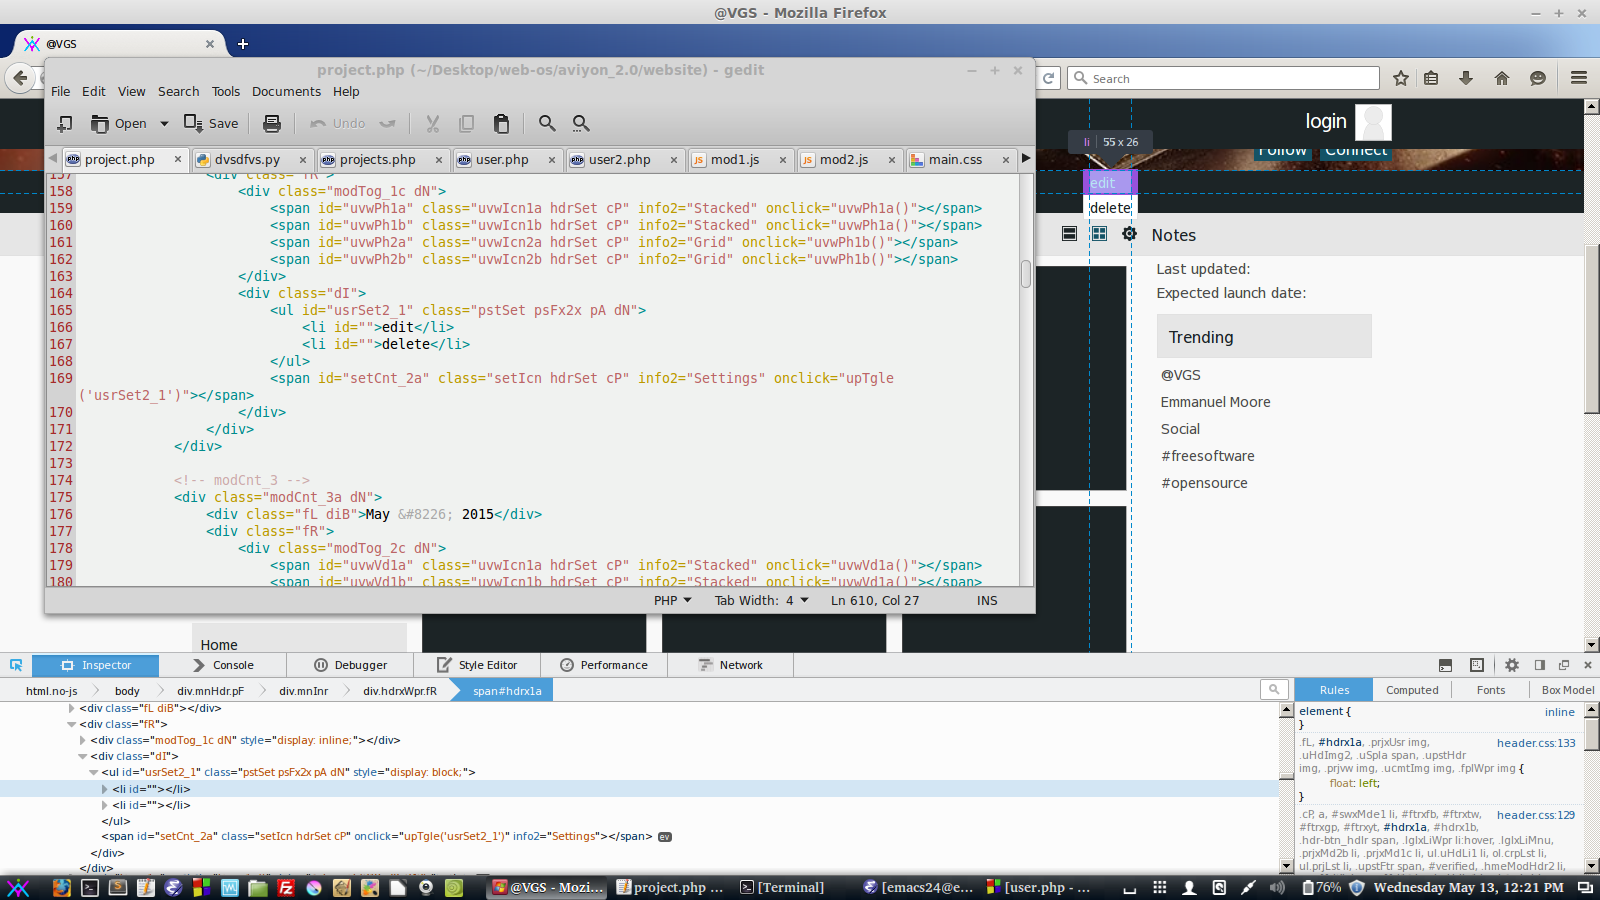 @VGS - Mozilla Firefox
@VGS
Search
project.php (~/Desktop/web-os/aviyon_2.0/website) - gedit
File Edit View Search Tools Documents Help
Open Save Undo
project.php dvsdfvs.py projects.php user.php user2.php mod1.js mod2.js main.css
157 <div class="fR">
158 <div class="modTog_1c dN">
159 <span id="uvwPh1a" class="uvwIcn1a hdrSet cP" info2="Stacked" onclick="uvwPh1a()"></span>
160 <span id="uvwPh1b" class="uvwIcn1b hdrSet cP" info2="Stacked" onclick="uvwPh1a()"></span>
161 <span id="uvwPh2a" class="uvwIcn2a hdrSet cP" info2="Grid" onclick="uvwPh1b()"></span>
162 <span id="uvwPh2b" class="uvwIcn2b hdrSet cP" info2="Grid" onclick="uvwPh1b()"></span>
163 </div>
164 <div class="dI">
165 <ul id="usrSet2_1" class="pstSet psFx2x pA dN">
166 <li id="">edit</li>
167 <li id="">delete</li>
168 </ul>
169 <span id="setCnt_2a" class="setIcn hdrSet cP" info2="Settings" onclick="upTgle
('usrSet2_1')"></span>
170 </div>
171 </div>
172 </div>
173
174 <!-- modCnt_3 -->
175 <div class="modCnt_3a dN">
176 <div class="fL diB">May &#8226; 2015</div>
177 <div class="fR">
178 <div class="modTog_2c dN">
179 <span id="uvwVd1a" class="uvwIcn1a hdrSet cP" info2="Stacked" onclick="uvwVd1a()"></span>
180 <span id="uvwVd1b" class="uvwIcn1b hdrSet cP" info2="Stacked" onclick="uvwVd1a()"></span>
PHP Tab Width: 4 Ln 610, Col 27 INS
login
li 55 x 26
Follow Connect
edit
delete
Notes
Last updated:
Expected launch date:
Trending
@VGS
Emmanuel Moore
Social
#freesoftware
#opensource
Home
Inspector Console Debugger Style Editor Performance Network
html.no-js body div.mnHdr.pF div.mnInr div.hdrxWpr.fR span#hdrx1a
Rules Computed Fonts Box Model
<div class="fL diB"></div>
<div class="fR">
<div class="modTog_1c dN" style="display: inline;"></div>
<div class="dI">
<ul id="usrSet2_1" class="pstSet psFx2x pA dN" style="display: block;">
<li id=""></li>
<li id=""></li>
</ul>
<span id="setCnt_2a" class="setIcn hdrSet cP" onclick="upTgle('usrSet2_1')" info2="Settings"></span> ev
</div>
</div>
element { inline
}
.fL, #hdrx1a, .prjxUsr img, header.css:133
.uHdImg2, .uSpla span, .upstHdr
img, .prjvw img, .ucmtImg img, .fplWpr img {
float: left;
}
.cP, a, #swxMde1 li, #ftrxfb, #ftrxtw, header.css:129
#ftrxgp, #ftrxyt, #hdrx1a, #hdrx1b,
.hdr-btn_hdlr span, .lglxLiWpr li:hover, .lglxLiMnu,
.prjxMd2b li, .prjxMd1c li, ul.uHdLi1 li, ol.crpLst li,
ul.prjLst li, .upstFtr span, #verified, .hmeModHdr2 li,
@VGS - Mozi... project.php ... [Terminal] [emacs24@e... [user.php - ... 76% Wednesday May 13, 12:21 PM